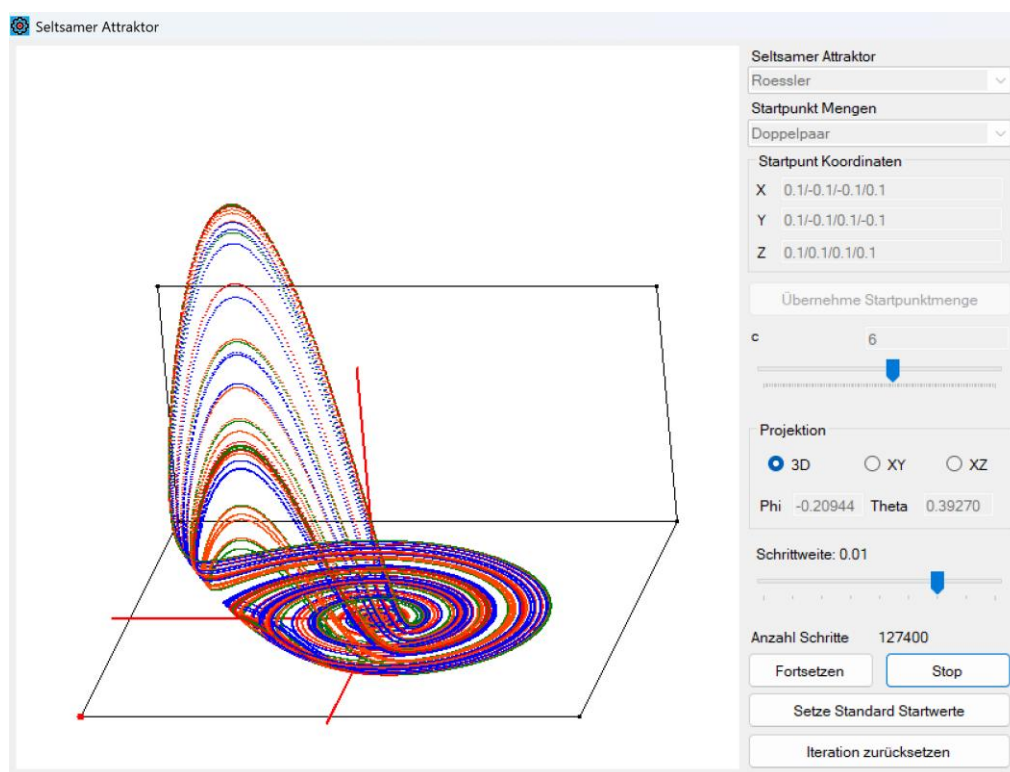 Seltsamer Attraktor
Seltsamer Attraktor
Roessler
Startpunkt Mengen
Doppelpaar
Startpunt Koordinaten
X 0.1/-0.1/-0.1/0.1
Y 0.1/-0.1/0.1/-0.1
Z 0.1/0.1/0.1/0.1
Übernehme Startpunktmenge
c 6
Projektion
3D XY XZ
Phi -0.20944 Theta 0.39270
Schrittweite: 0.01
Anzahl Schritte 127400
Fortsetzen Stop
Setze Standard Startwerte
Iteration zurücksetzen